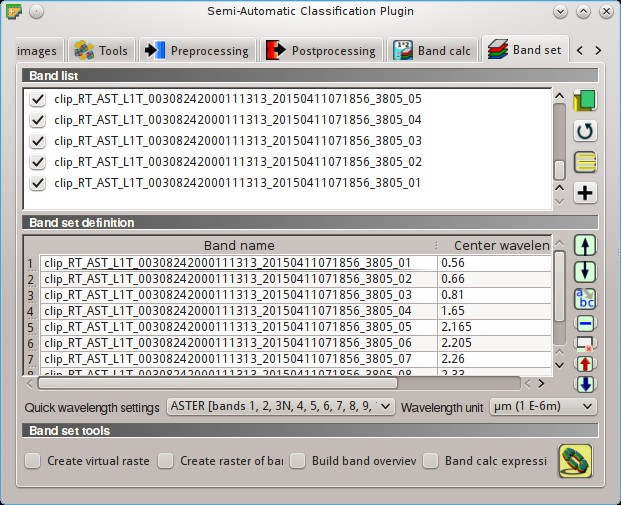 Semi-Automatic Classification Plugin
images Tools Preprocessing Postprocessing Band calc Band set
Band list
clip_RT_AST_L1T_00308242000111313_20150411071856_3805_05
clip_RT_AST_L1T_00308242000111313_20150411071856_3805_04
clip_RT_AST_L1T_00308242000111313_20150411071856_3805_03
clip_RT_AST_L1T_00308242000111313_20150411071856_3805_02
clip_RT_AST_L1T_00308242000111313_20150411071856_3805_01
Band set definition
Band name Center wavelen
1 clip_RT_AST_L1T_00308242000111313_20150411071856_3805_01 0.56
2 clip_RT_AST_L1T_00308242000111313_20150411071856_3805_02 0.66
3 clip_RT_AST_L1T_00308242000111313_20150411071856_3805_03 0.81
4 clip_RT_AST_L1T_00308242000111313_20150411071856_3805_04 1.65
5 clip_RT_AST_L1T_00308242000111313_20150411071856_3805_05 2.165
6 clip_RT_AST_L1T_00308242000111313_20150411071856_3805_06 2.205
7 clip_RT_AST_L1T_00308242000111313_20150411071856_3805_07 2.26
8 clip_RT_AST_L1T_00308242000111313_20150411071856_3805_08 2.33
Quick wavelength settings ASTER [bands 1, 2, 3N, 4, 5, 6, 7, 8, 9, Wavelength unit μm (1 E-6m)
Band set tools
Create virtual raste Create raster of bar Build band overview Band calc expressi